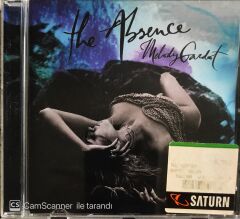 the Absence
Melody Gardot
CS CamScanner ile tarandı
SATURN